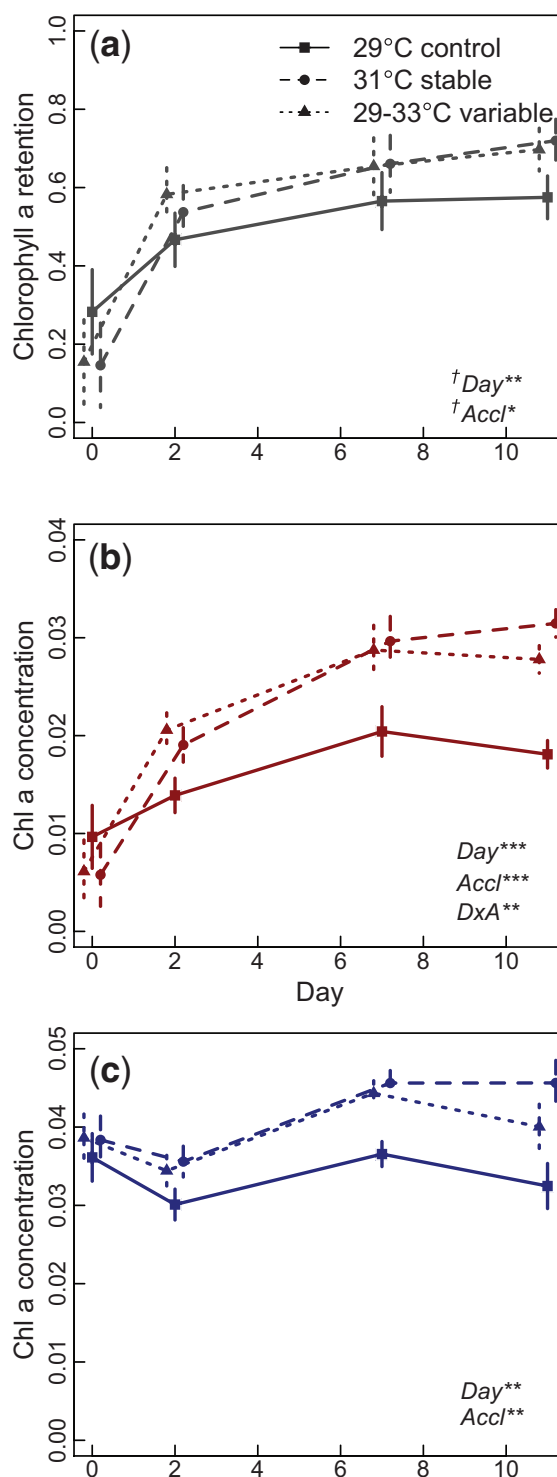 (a)
29°C control
31°C stable
29-33°C variable
Chlorophyll a retention
1.0
0.8
0.6
0.4
0.2
0.0
†Day**
†Accl*
0 2 4 6 8 10
(b)
Chl a concentration
0.04
0.03
0.02
0.01
0.00
Day***
Accl***
DxA**
0 2 4 6 8 10
Day
(c)
Chl a concentration
0.05
0.04
0.03
0.02
0.01
0.00
Day**
Accl**
0 2 4 6 8 10